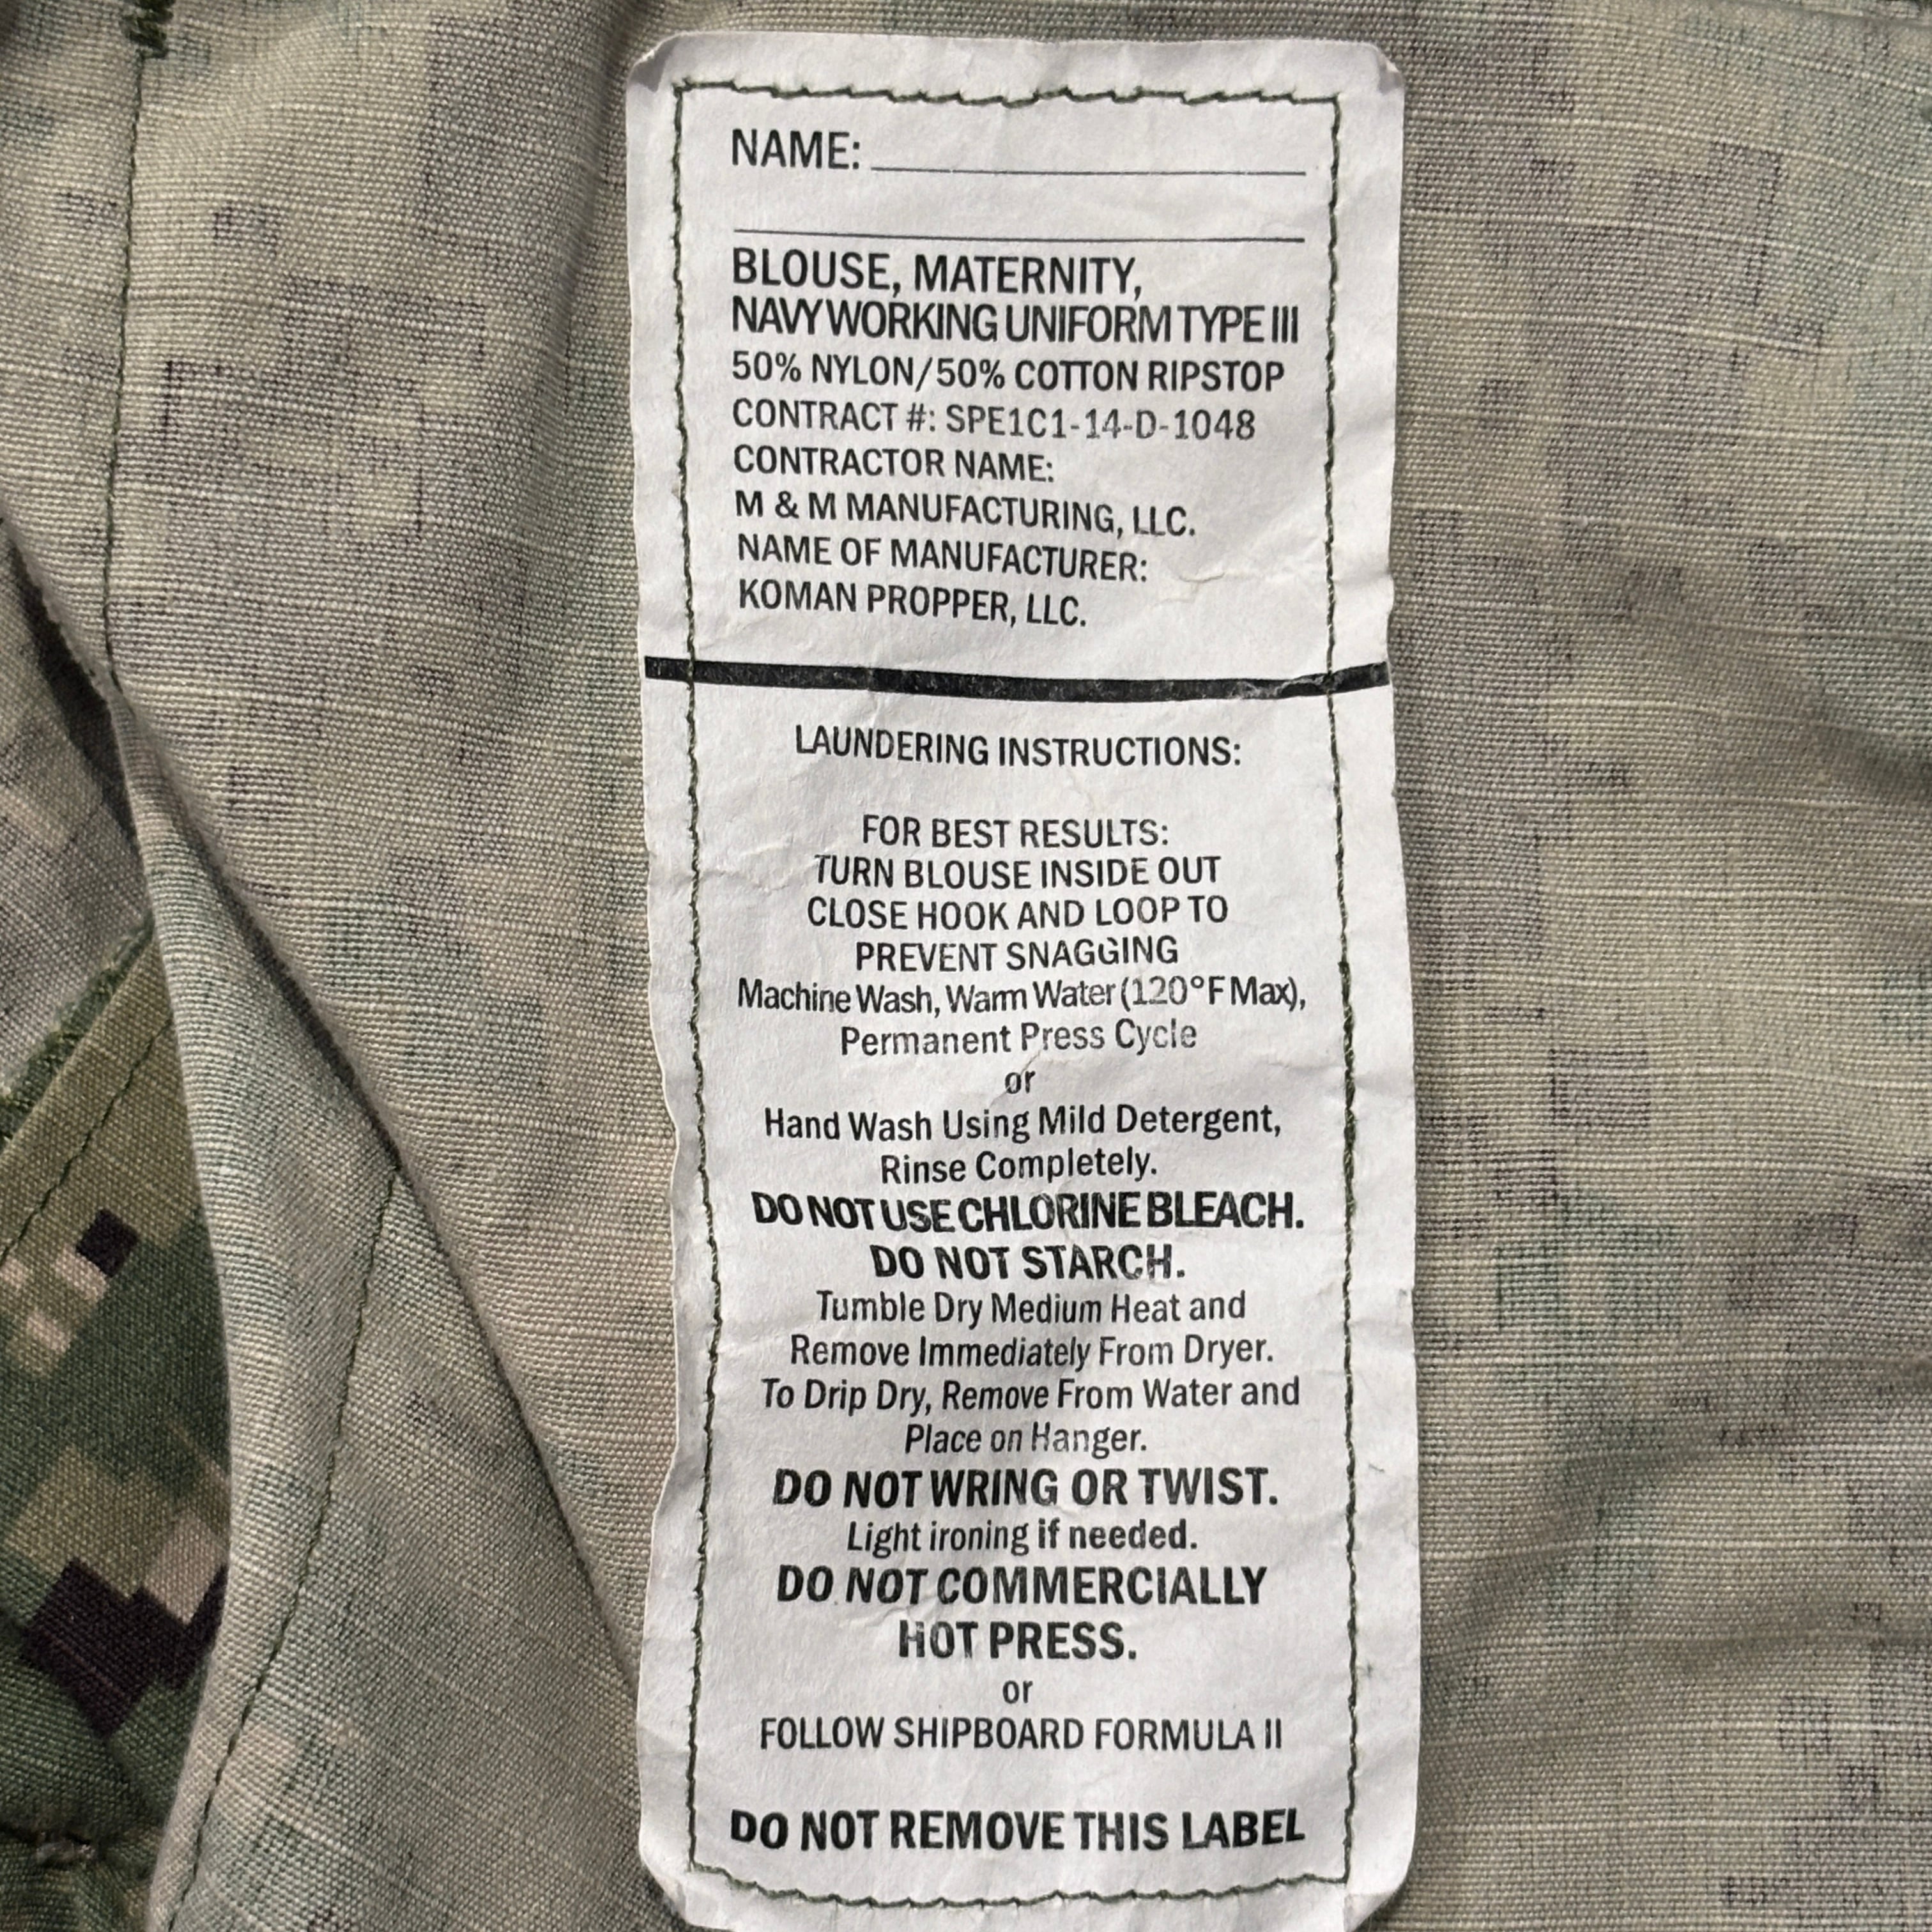 NAME:
BLOUSE, MATERNITY,
NAVY WORKING UNIFORM TYPE III
50% NYLON/50% COTTON RIPSTOP
CONTRACT #: SPE1C1-14-D-1048
CONTRACTOR NAME:
M & M MANUFACTURING, LLC.
NAME OF MANUFACTURER:
KOMAN PROPPER, LLC.
LAUNDERING INSTRUCTIONS:
FOR BEST RESULTS:
TURN BLOUSE INSIDE OUT
CLOSE HOOK AND LOOP TO
PREVENT SNAGGING
Machine Wash, Warm Water (120°F Max),
Permanent Press Cycle
or
Hand Wash Using Mild Detergent,
Rinse Completely.
DO NOT USE CHLORINE BLEACH.
DO NOT STARCH.
Tumble Dry Medium Heat and
Remove Immediately From Dryer.
To Drip Dry, Remove From Water and
Place on Hanger.
DO NOT WRING OR TWIST.
Light ironing if needed.
DO NOT COMMERCIALLY
HOT PRESS.
or
FOLLOW SHIPBOARD FORMULA II
DO NOT REMOVE THIS LABEL